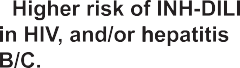 Higher risk of INH-DILI
in HIV, and/or hepatitis
B/C.